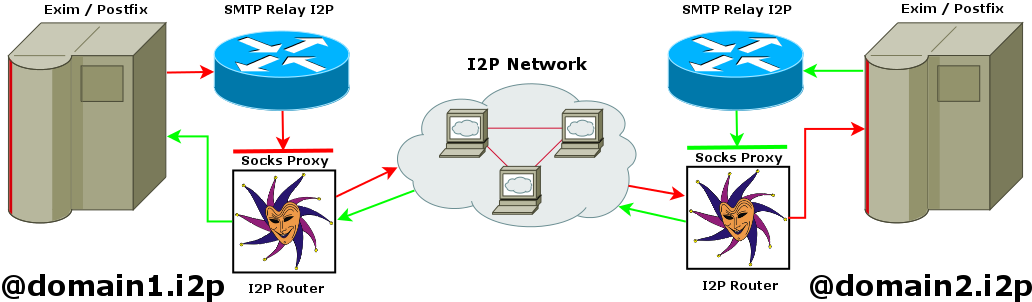 Exim / Postfix
SMTP Relay I2P
SMTP Relay I2P
Exim / Postfix
I2P Network
Socks Proxy
Socks Proxy
I2P Router
I2P Router
@domain1.i2p
@domain2.i2p